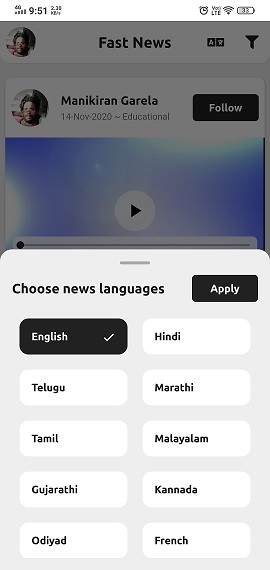 4G 9:51 2.30 KB/s Vo)) LTE 33
Fast News
Manikiran Garela
Follow
14-Nov-2020 ~ Educational
Choose news languages
Apply
English
Hindi
Telugu
Marathi
Tamil
Malayalam
Gujarathi
Kannada
Odiyad
French